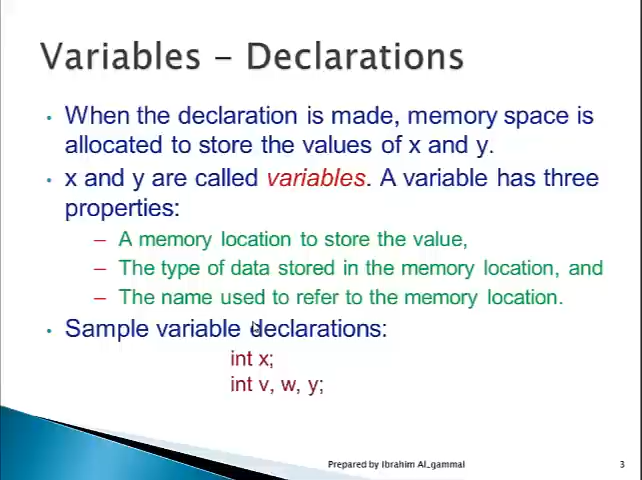 Variables – Declarations
• When the declaration is made, memory space is
allocated to store the values of x and y.
• x and y are called variables. A variable has three
properties:
– A memory location to store the value,
– The type of data stored in the memory location, and
– The name used to refer to the memory location.
• Sample variable declarations:
int x;
int v, w, y;
Prepared by Ibrahim Al_gammal 3